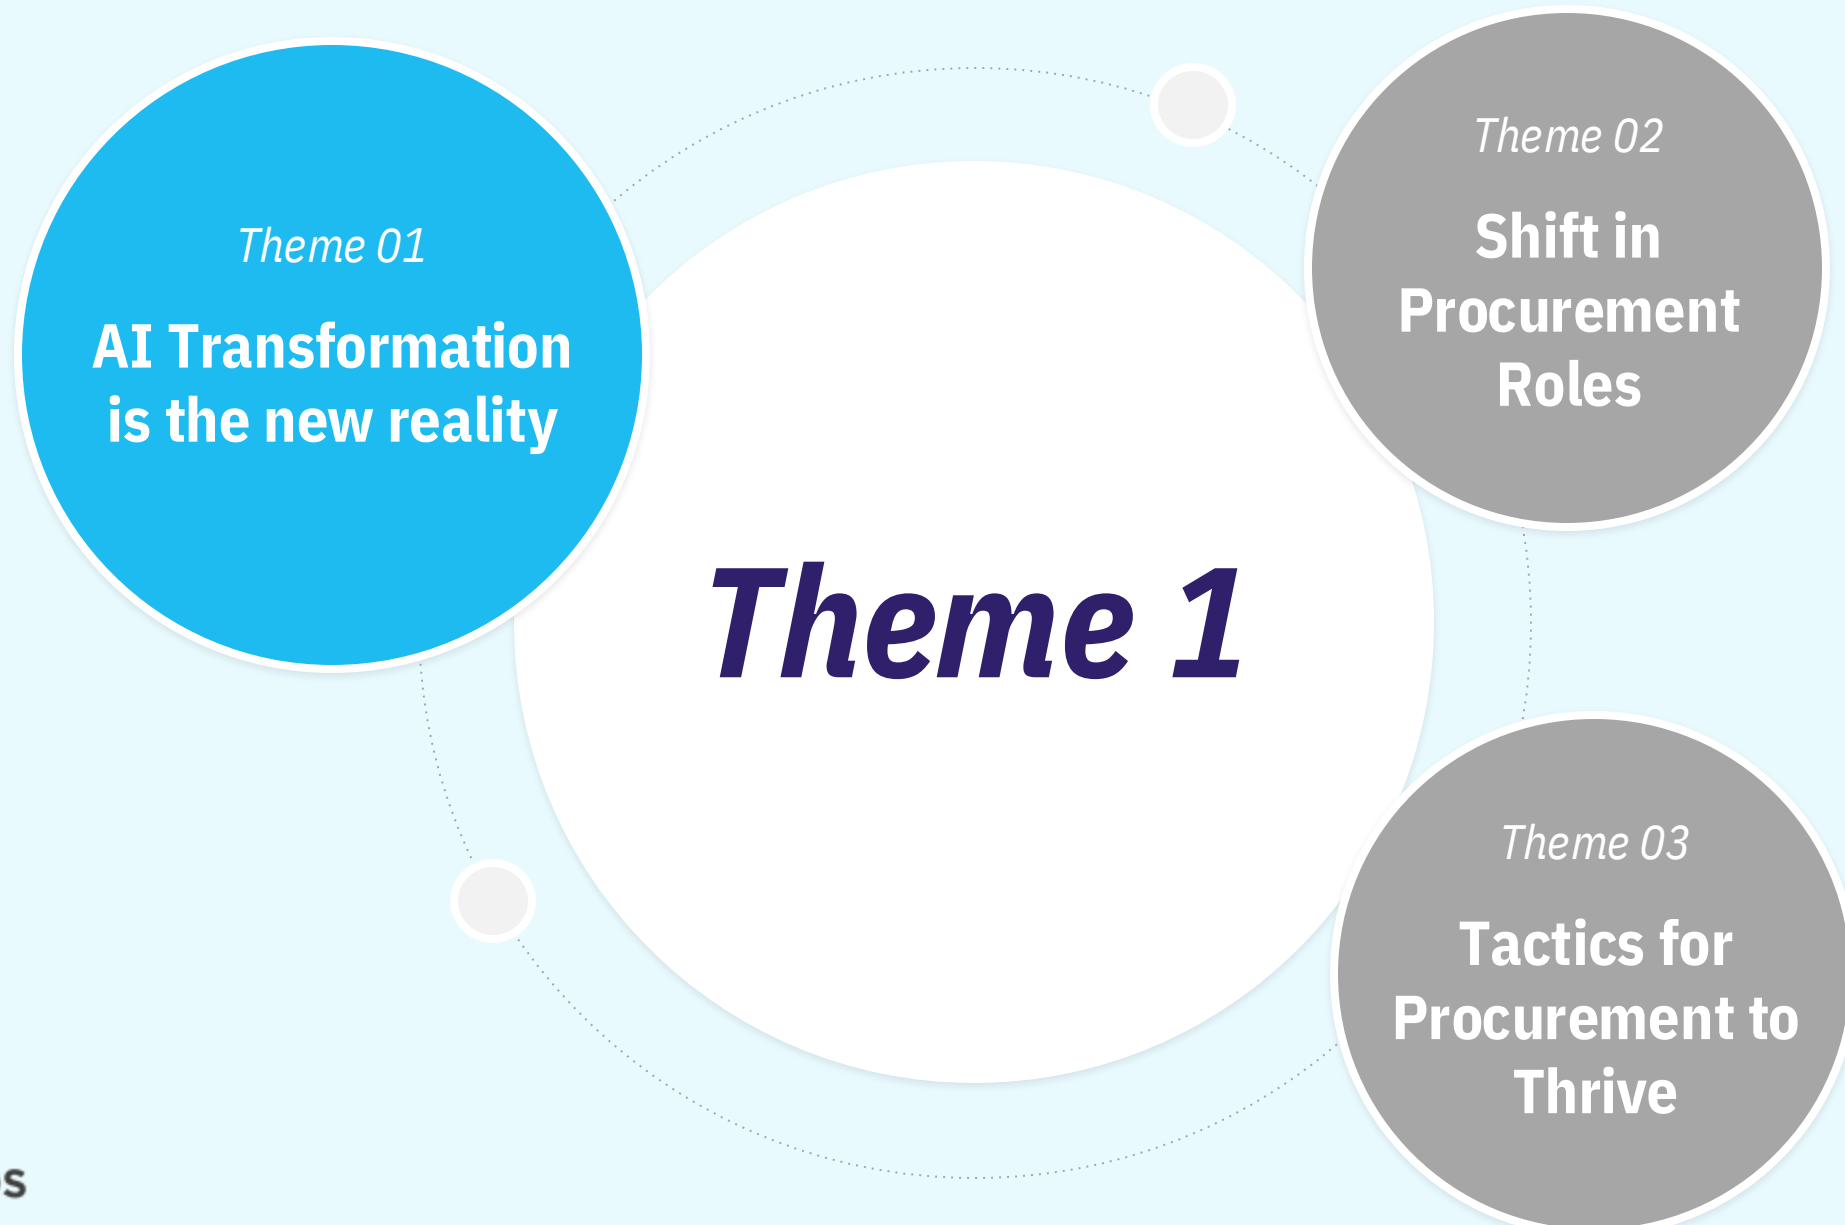 Theme 01
AI Transformation
is the new reality
Theme 1
Theme 02
Shift in
Procurement
Roles
Theme 03
Tactics for
Procurement to
Thrive